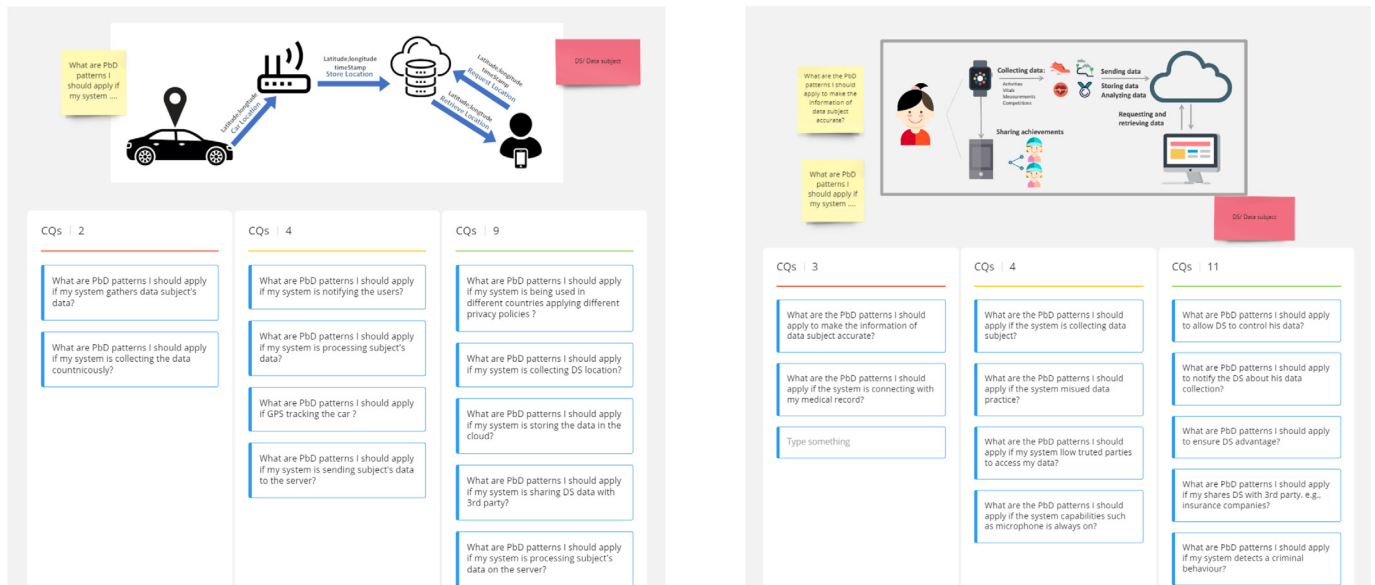 What are PbD
patterns I
should apply if
my system ....
Latitude;longitude
Car Location
Latitude;longitude
timeStamp
Store Location
Latitude;longitude
timeStamp
Request Location
Latitude;longitude
Retrieve Location
DS/ Data subject
CQs | 2
What are PbD patterns I should apply
if my system gathers data subject's
data?
What are PbD patterns I should apply
if my system is collecting the data
countnicously?
CQs | 4
What are PbD patterns I should apply
if my system is notifying the users?
What are PbD patterns I should apply
if my system is processing subject's
data?
What are PbD patterns I should apply
if GPS tracking the car ?
What are PbD patterns I should apply
if my system is sending subject's data
to the server?
CQs | 9
What are PbD patterns I should apply
if my system is being used in
different countries applying different
privacy policies ?
What are PbD patterns I should apply
if my system is collecting DS location?
What are PbD patterns I should apply
if my system is storing the data in the
cloud?
What are PbD patterns I should apply
if my system is sharing DS data with
3rd party?
What are PbD patterns I should apply
if my system is processing subject's
data on the server?
What are the PbD
patterns I should
apply to make the
information of
data subject
accurate?
What are PbD
patterns I
should apply if
my system ....
Collecting data:
Activities
Vitals
Measurements
Competitions
Sending data
Storing data
Analyzing data
Requesting and
retrieving data
Sharing achievements
DS/ Data subject
CQs | 3
What are the PbD patterns I should
apply to make the information of
data subject accurate?
What are the PbD patterns I should
apply if the system is connecting with
my medical record?
Type something
CQs | 4
What are the PbD patterns I should
apply if the system is collecting data
subject?
What are the PbD patterns I should
apply if the system misued data
practice?
What are the PbD patterns I should
apply if my system llow truted parties
to access my data?
What are the PbD patterns I should
apply if the system capabilities such
as microphone is always on?
CQs | 11
What are PbD patterns I should apply
to allow DS to control his data?
What are PbD patterns I should apply
to notify the DS about his data
collection?
What are PbD patterns I should apply
to ensure DS advantage?
What are PbD patterns I should apply
if my shares DS with 3rd party. e.g.,
insurance companies?
What are PbD patterns I should apply
if my system detects a criminal
behaviour?